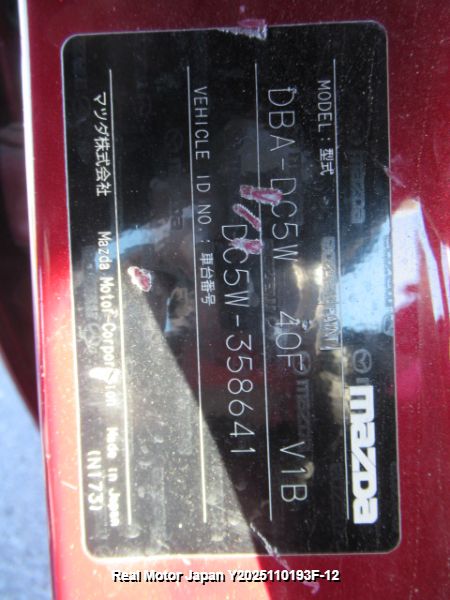 mazda
MODEL : 型式
DBA-DC5W 40F V1B
VEHICLE ID NO. : 車台番号
DC5W-358641
マツダ株式会社 Mazda Motor Corporation Made in Japan
(N173)
Real Motor Japan Y2025110193F-12